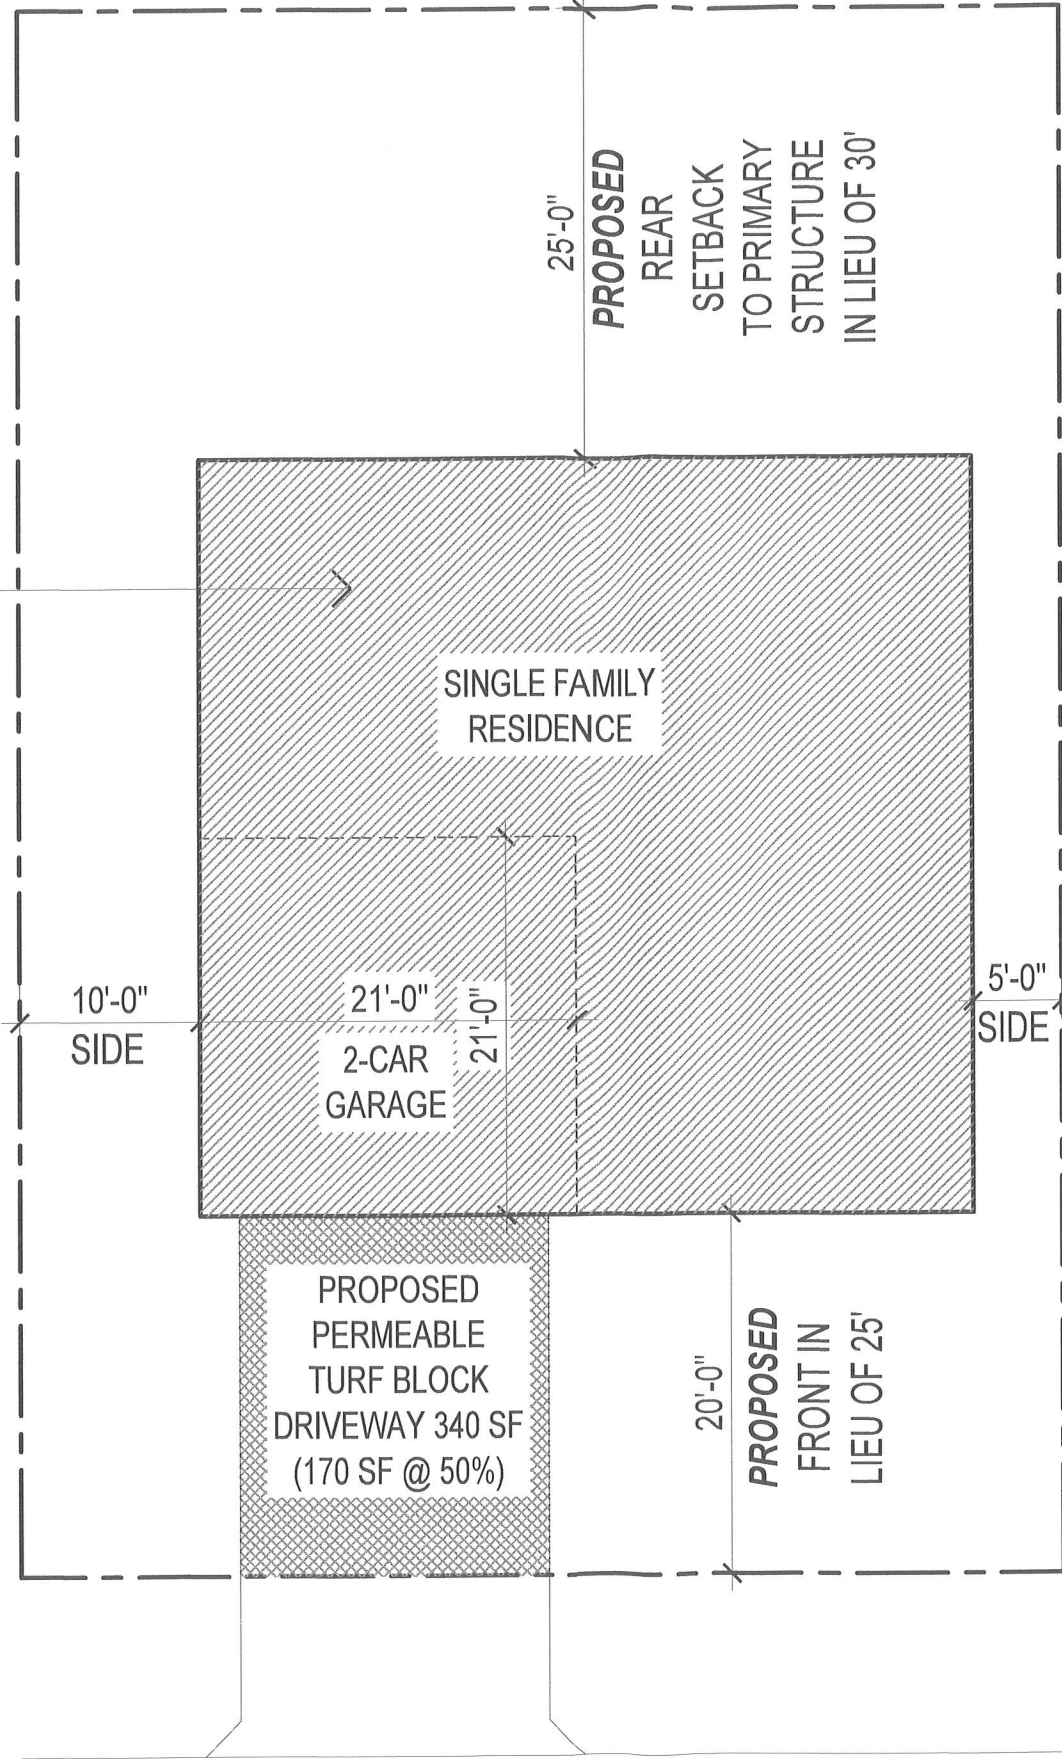 25'-0"
PROPOSED
REAR
SETBACK
TO PRIMARY
STRUCTURE
IN LIEU OF 30'
SINGLE FAMILY
RESIDENCE
10'-0"
SIDE
21'-0"
21'-0"
2-CAR
GARAGE
5'-0"
SIDE
PROPOSED
PERMEABLE
TURF BLOCK
DRIVEWAY 340 SF
(170 SF @ 50%)
20'-0"
PROPOSED
FRONT IN
LIEU OF 25'